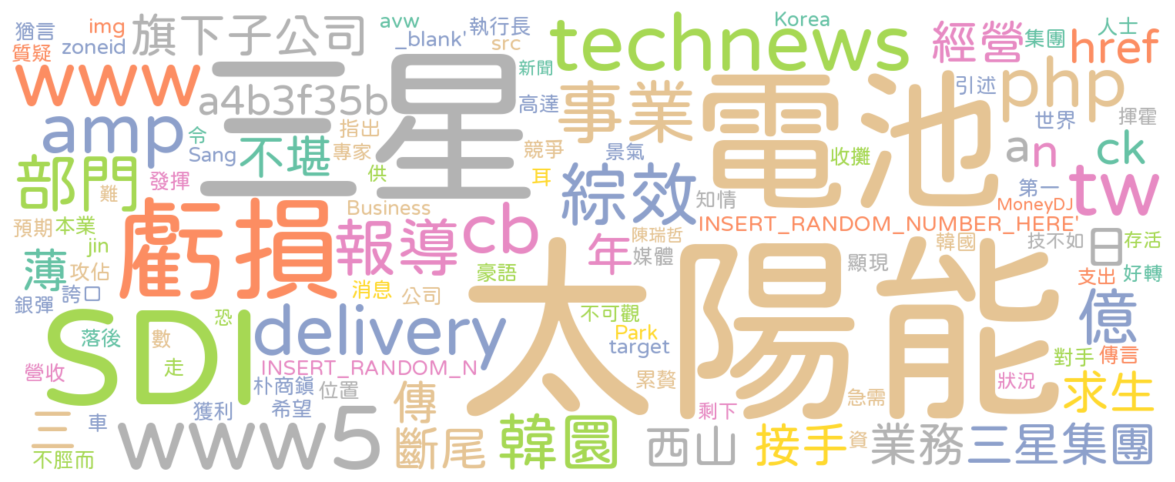 猶言
img
旗下子公司
avw
執行長
Korea
人士
質疑
zoneid
_blank'
src
technews
經營
集團
href
www
三星
新聞
電池
php
引述
a4b3f35b
高達
事業
世界
揮霍
amp
令
指出
不堪
Sang
專家
競爭
景氣
收攤
an
ck
部門
難
發揮
供
耳
綜效
知情
第一
tw
MoneyDJ
Business
INSERT_RANDOM_NUMBER_HERE'
預期
本業
虧損
報導
cb
年
陳瑞哲
韓國
技不如
日
存活
jin
薄
攻佔
豪語
媒體
顯現
支出
好轉
銀彈
誇口
消息
公司
太陽能
不可觀
億
SDI
恐
delivery
Park
落後
數
target
對手
傳言
走
INSERT_RANDOM_N
營收
朴商鎭
位置
累贅
狀況
求生
獲利
希望
傳
剩下
急需
三
車
www5
斷尾
韓圜
西山
接手
資
業務
三星集團
不脛而